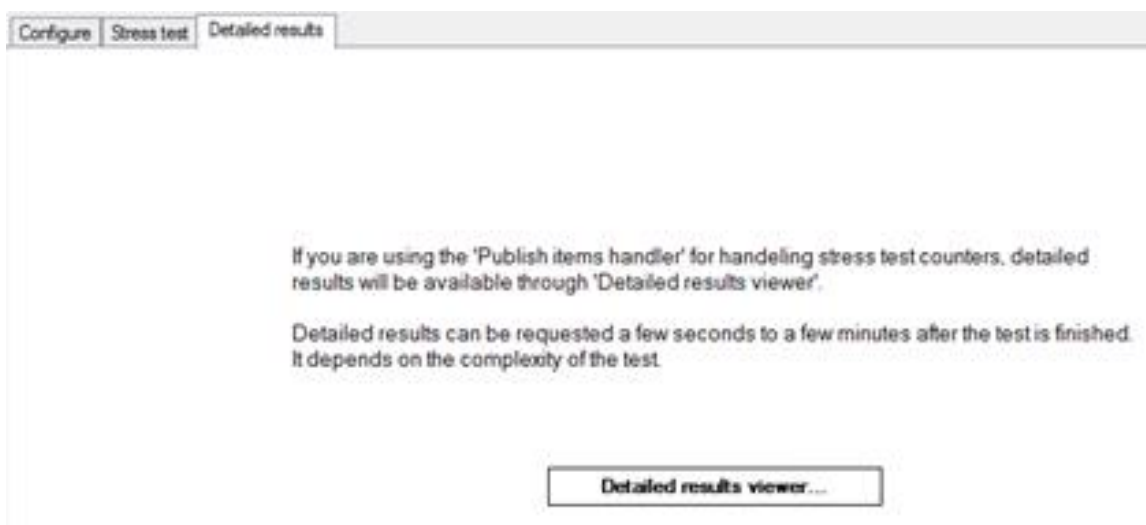 Configure Stress test Detailed results
If you are using the 'Publish items handler' for handeling stress test counters, detailed
results will be available through 'Detailed results viewer'.
Detailed results can be requested a few seconds to a few minutes after the test is finished.
It depends on the complexity of the test.
Detailed results viewer...